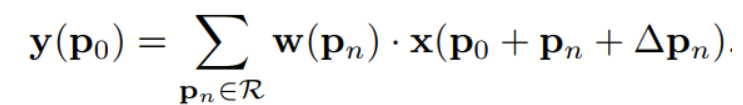 y(p₀) = ∑ w(pₙ) · x(p₀ + pₙ + Δpₙ).
pₙ∈ℛ